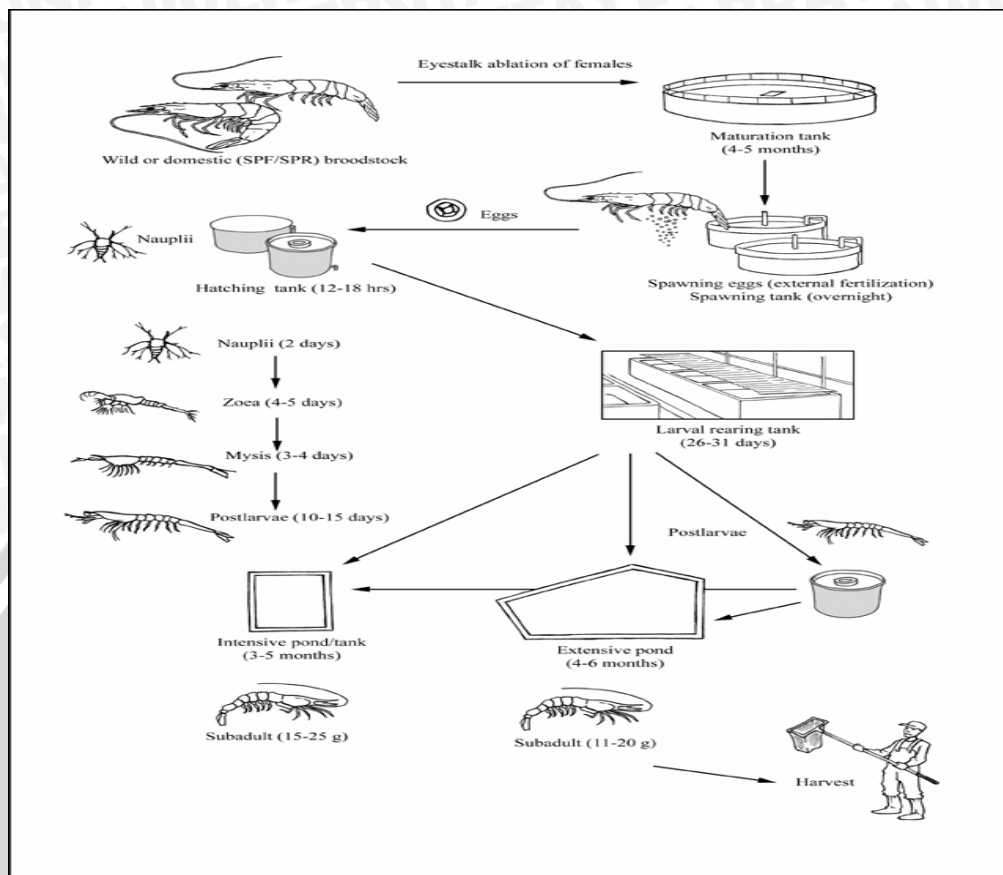 Eyestalk ablation of females
Wild or domestic (SPF/SPR) broodstock
Maturation tank
(4-5 months)
Eggs
Nauplii
Hatching tank (12-18 hrs)
Spawning eggs (external fertilization)
Spawning tank (overnight)
Nauplii (2 days)
Zoea (4-5 days)
Mysis (3-4 days)
Postlarvae (10-15 days)
Larval rearing tank
(26-31 days)
Postlarvae
Intensive pond/tank
(3-5 months)
Extensive pond
(4-6 months)
Subadult (15-25 g)
Subadult (11-20 g)
Harvest